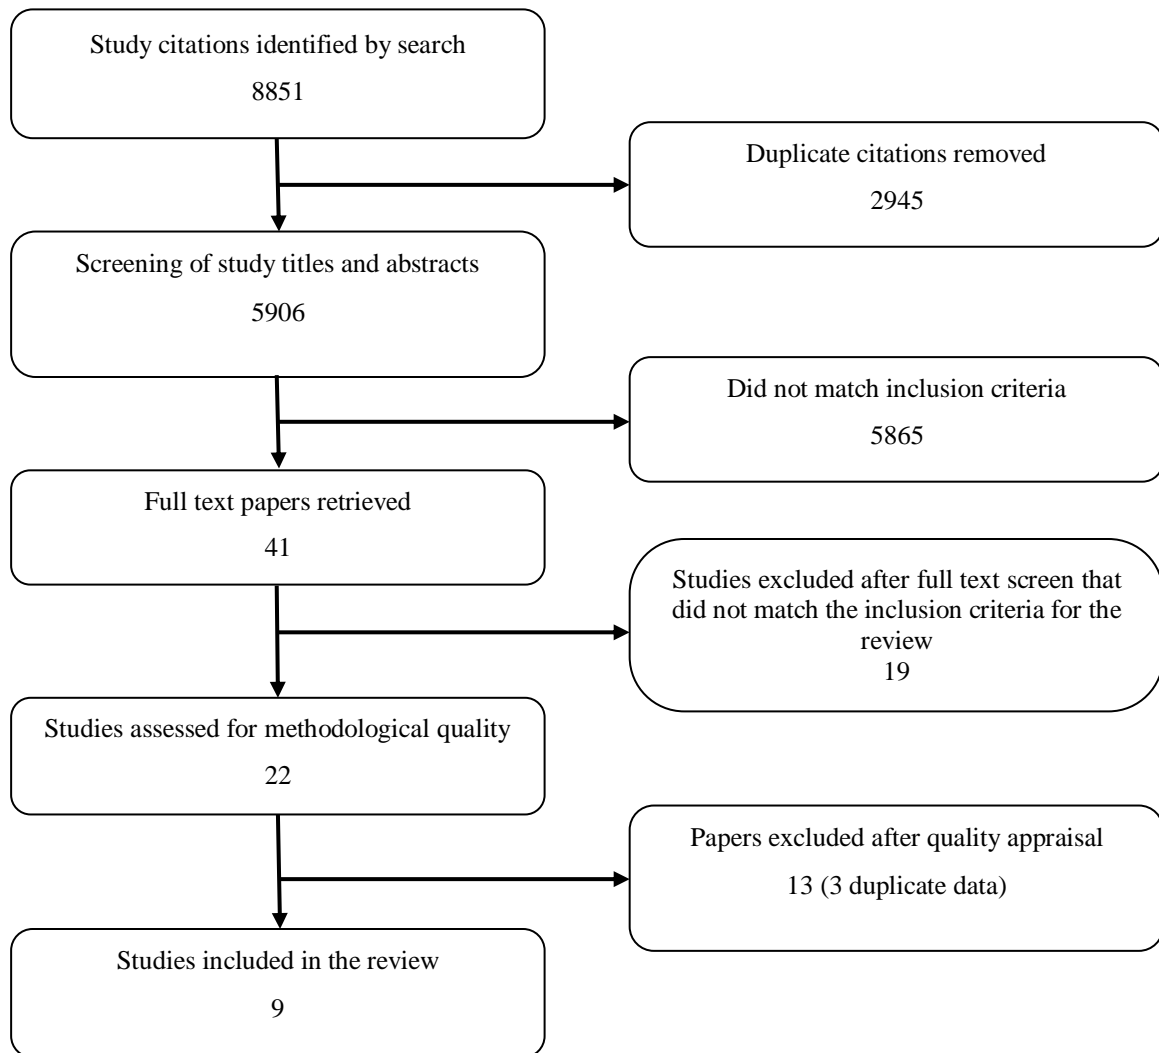 Study citations identified by search
8851
Duplicate citations removed
2945
Screening of study titles and abstracts
5906
Did not match inclusion criteria
5865
Full text papers retrieved
41
Studies excluded after full text screen that
did not match the inclusion criteria for the
review
19
Studies assessed for methodological quality
22
Papers excluded after quality appraisal
13 (3 duplicate data)
Studies included in the review
9